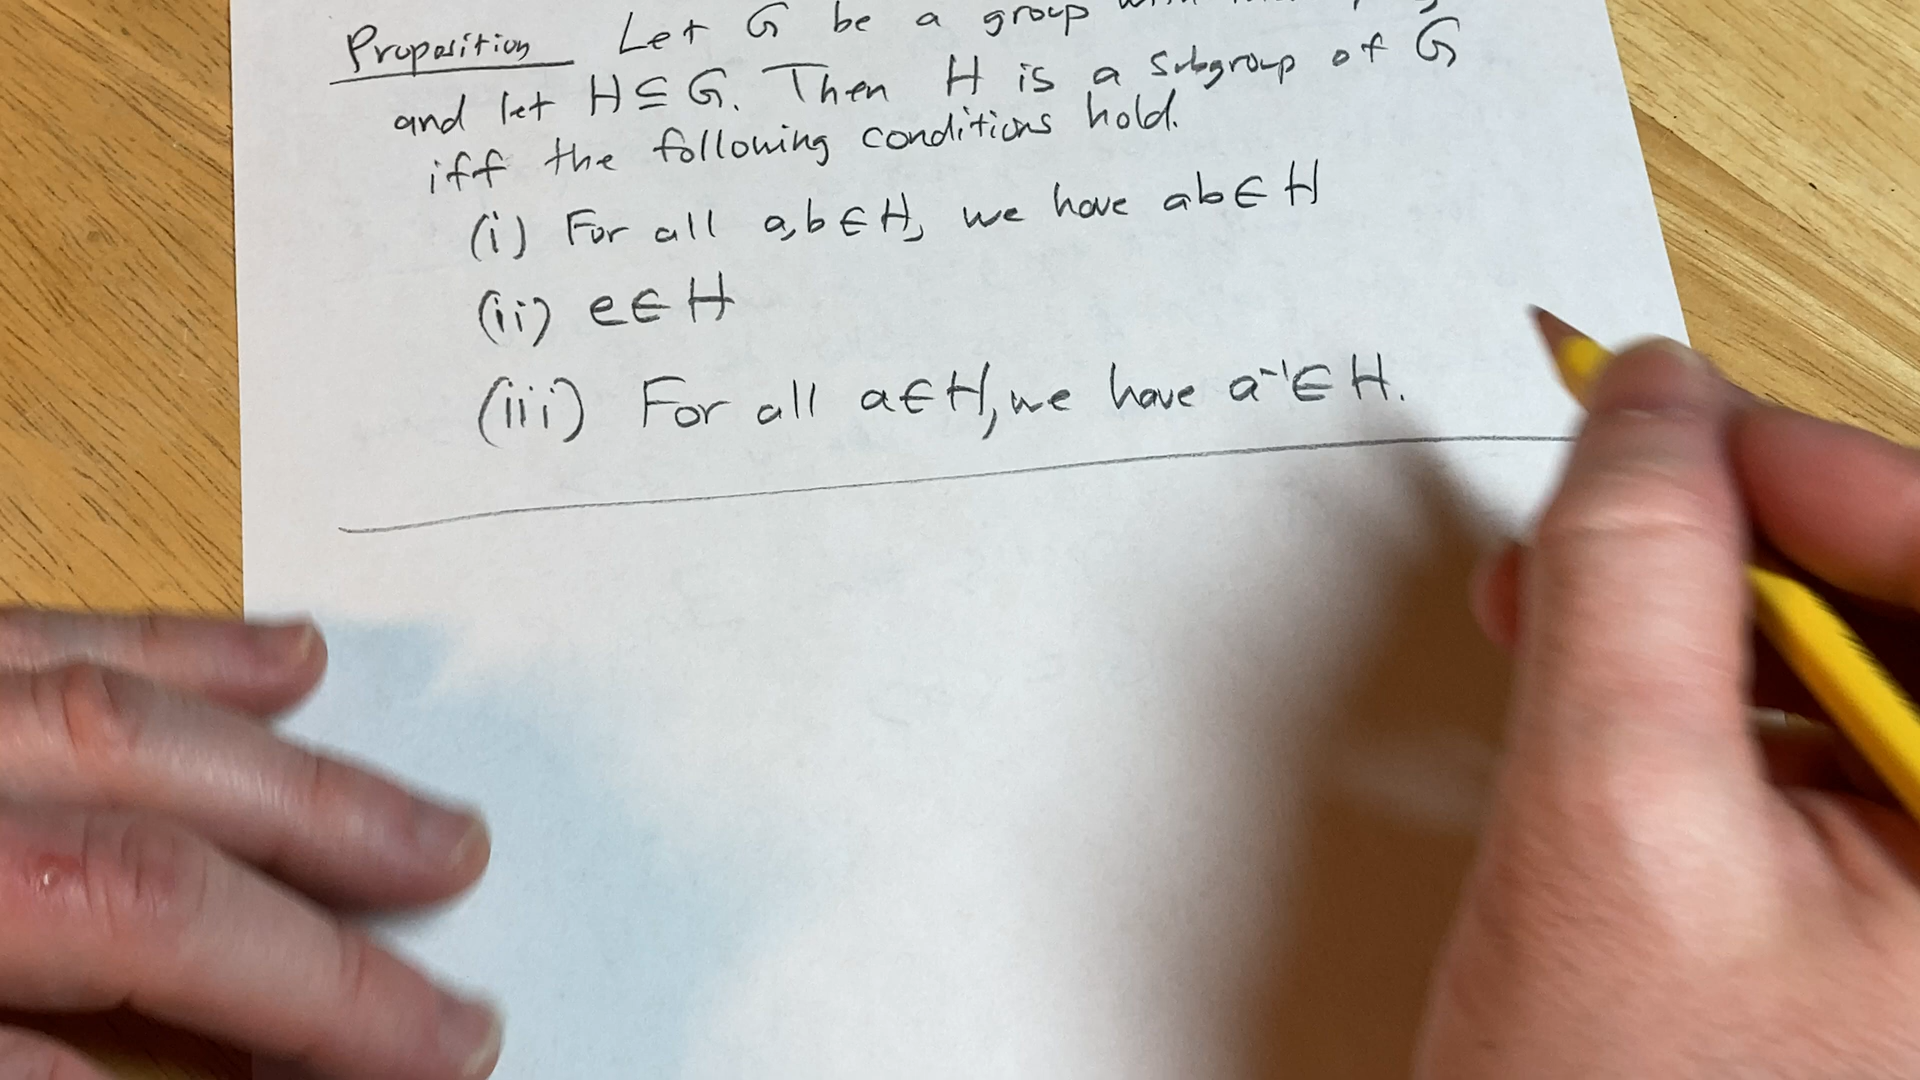 Proposition Let G be a group with
and let H ⊆ G. Then H is a subgroup of G
iff the following conditions hold.
(i) For all a,b ∈ H, we have ab ∈ H
(ii) e ∈ H
(iii) For all a ∈ H, we have a⁻¹ ∈ H.